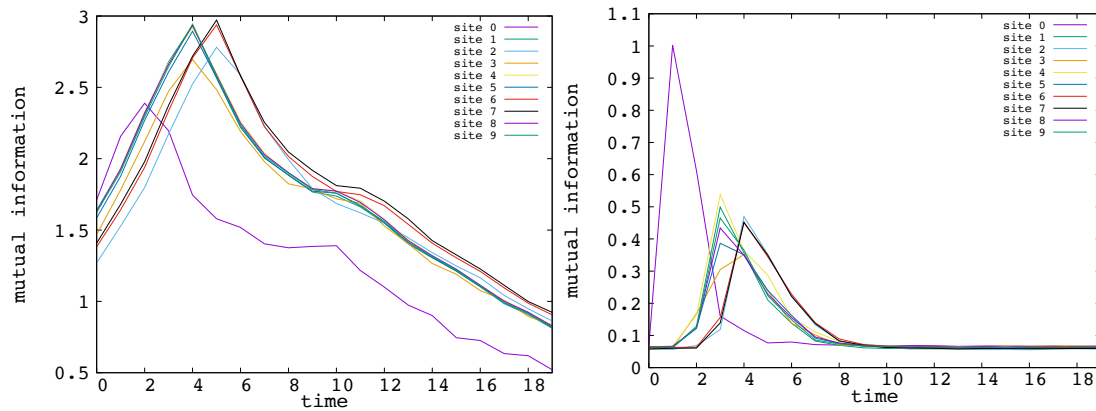 3
2.5
2
1.5
1
0.5
0 2 4 6 8 10 12 14 16 18
time
mutual information
site 0
site 1
site 2
site 3
site 4
site 5
site 6
site 7
site 8
site 9
1.1
1
0.9
0.8
0.7
0.6
0.5
0.4
0.3
0.2
0.1
0
0 2 4 6 8 10 12 14 16 18
time
mutual information
site 0
site 1
site 2
site 3
site 4
site 5
site 6
site 7
site 8
site 9